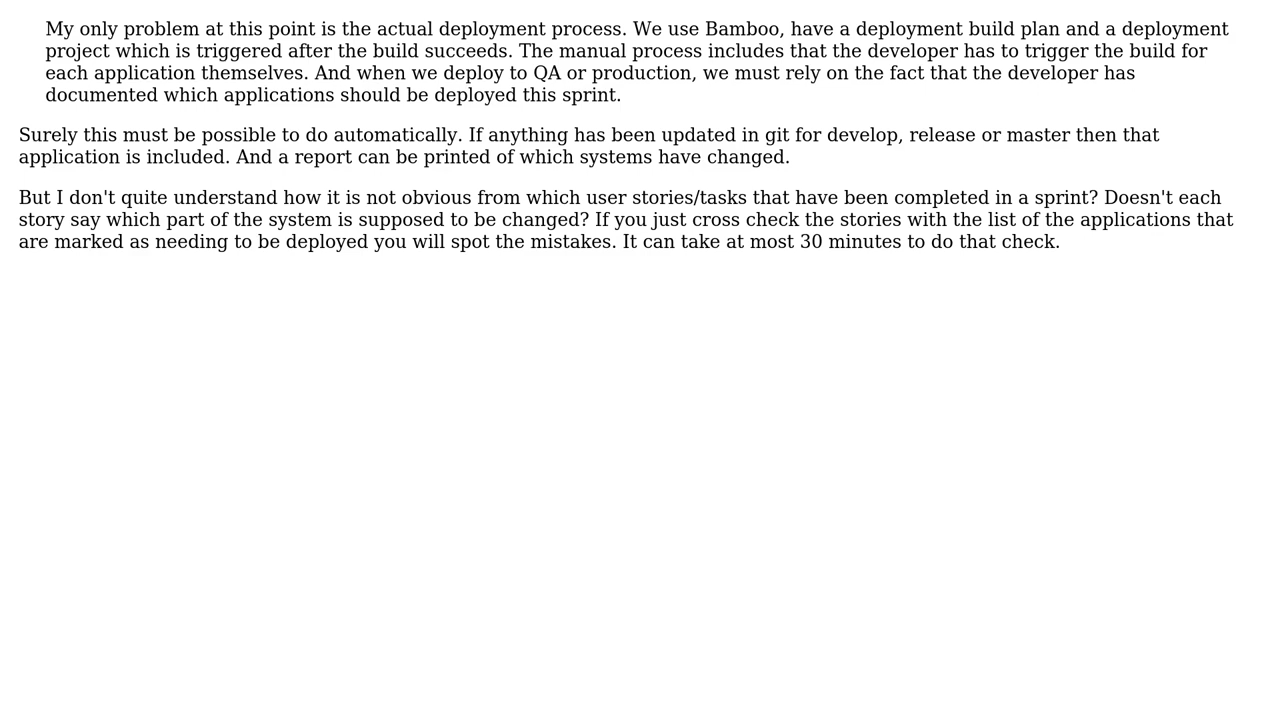 My only problem at this point is the actual deployment process. We use Bamboo, have a deployment build plan and a deployment
project which is triggered after the build succeeds. The manual process includes that the developer has to trigger the build for
each application themselves. And when we deploy to QA or production, we must rely on the fact that the developer has
documented which applications should be deployed this sprint.
Surely this must be possible to do automatically. If anything has been updated in git for develop, release or master then that
application is included. And a report can be printed of which systems have changed.
But I don't quite understand how it is not obvious from which user stories/tasks that have been completed in a sprint? Doesn't each
story say which part of the system is supposed to be changed? If you just cross check the stories with the list of the applications that
are marked as needing to be deployed you will spot the mistakes. It can take at most 30 minutes to do that check.